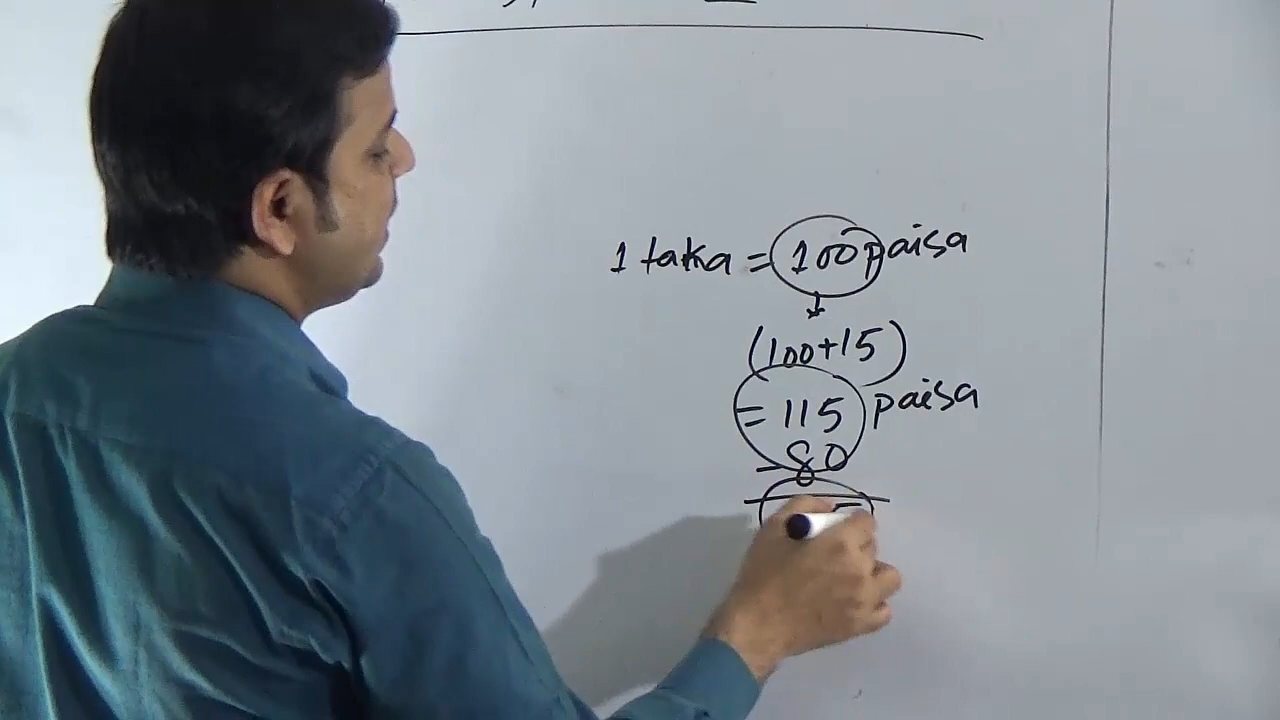 1 taka = 100 paisa
(100+15)
= 115 paisa
- 80